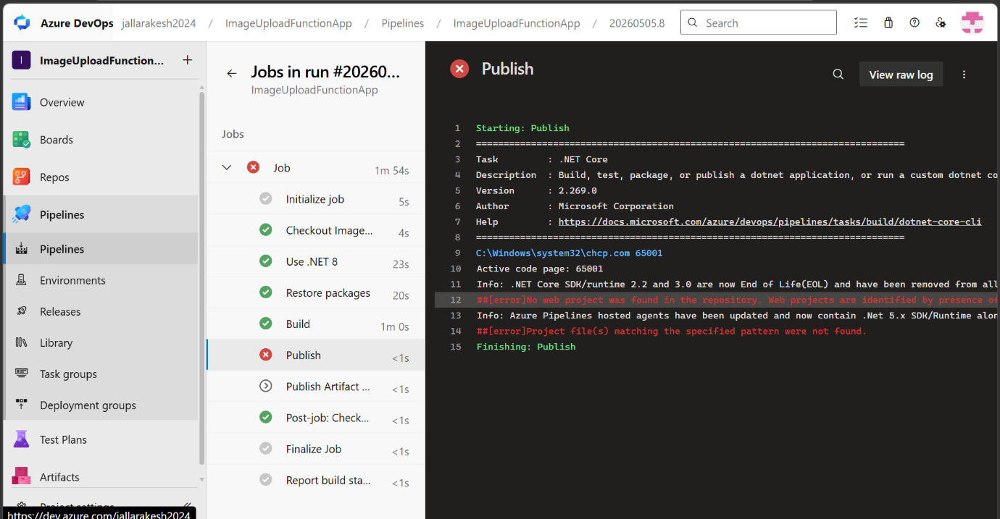 Azure DevOps jallarakesh2024 / ImageUploadFunctionApp / Pipelines / ImageUploadFunctionApp / 20260505.8 Search
I ImageUploadFunction... +
Overview
Boards
Repos
Pipelines
Pipelines
Environments
Releases
Library
Task groups
Deployment groups
Test Plans
Artifacts
Project settings
https://dev.azure.com/jallarakesh2024
Jobs in run #20260...
ImageUploadFunctionApp
Jobs
Job 1m 54s
Initialize job 5s
Checkout Image... 4s
Use .NET 8 23s
Restore packages 20s
Build 1m 0s
Publish <1s
Publish Artifact ... <1s
Post-job: Check... <1s
Finalize Job <1s
Report build sta... <1s
Publish
View raw log
1 Starting: Publish
2 ==============================================================================
3 Task : .NET Core
4 Description : Build, test, package, or publish a dotnet application, or run a custom dotnet co
5 Version : 2.269.0
6 Author : Microsoft Corporation
7 Help : https://docs.microsoft.com/azure/devops/pipelines/tasks/build/dotnet-core-cli
8 ==============================================================================
9 C:\Windows\system32\chcp.com 65001
10 Active code page: 65001
11 Info: .NET Core SDK/runtime 2.2 and 3.0 are now End of Life(EOL) and have been removed from all
12 ##[error]No web project was found in the repository. Web projects are identified by presence of
13 Info: Azure Pipelines hosted agents have been updated and now contain .Net 5.x SDK/Runtime alon
14 ##[error]Project file(s) matching the specified pattern were not found.
15 Finishing: Publish